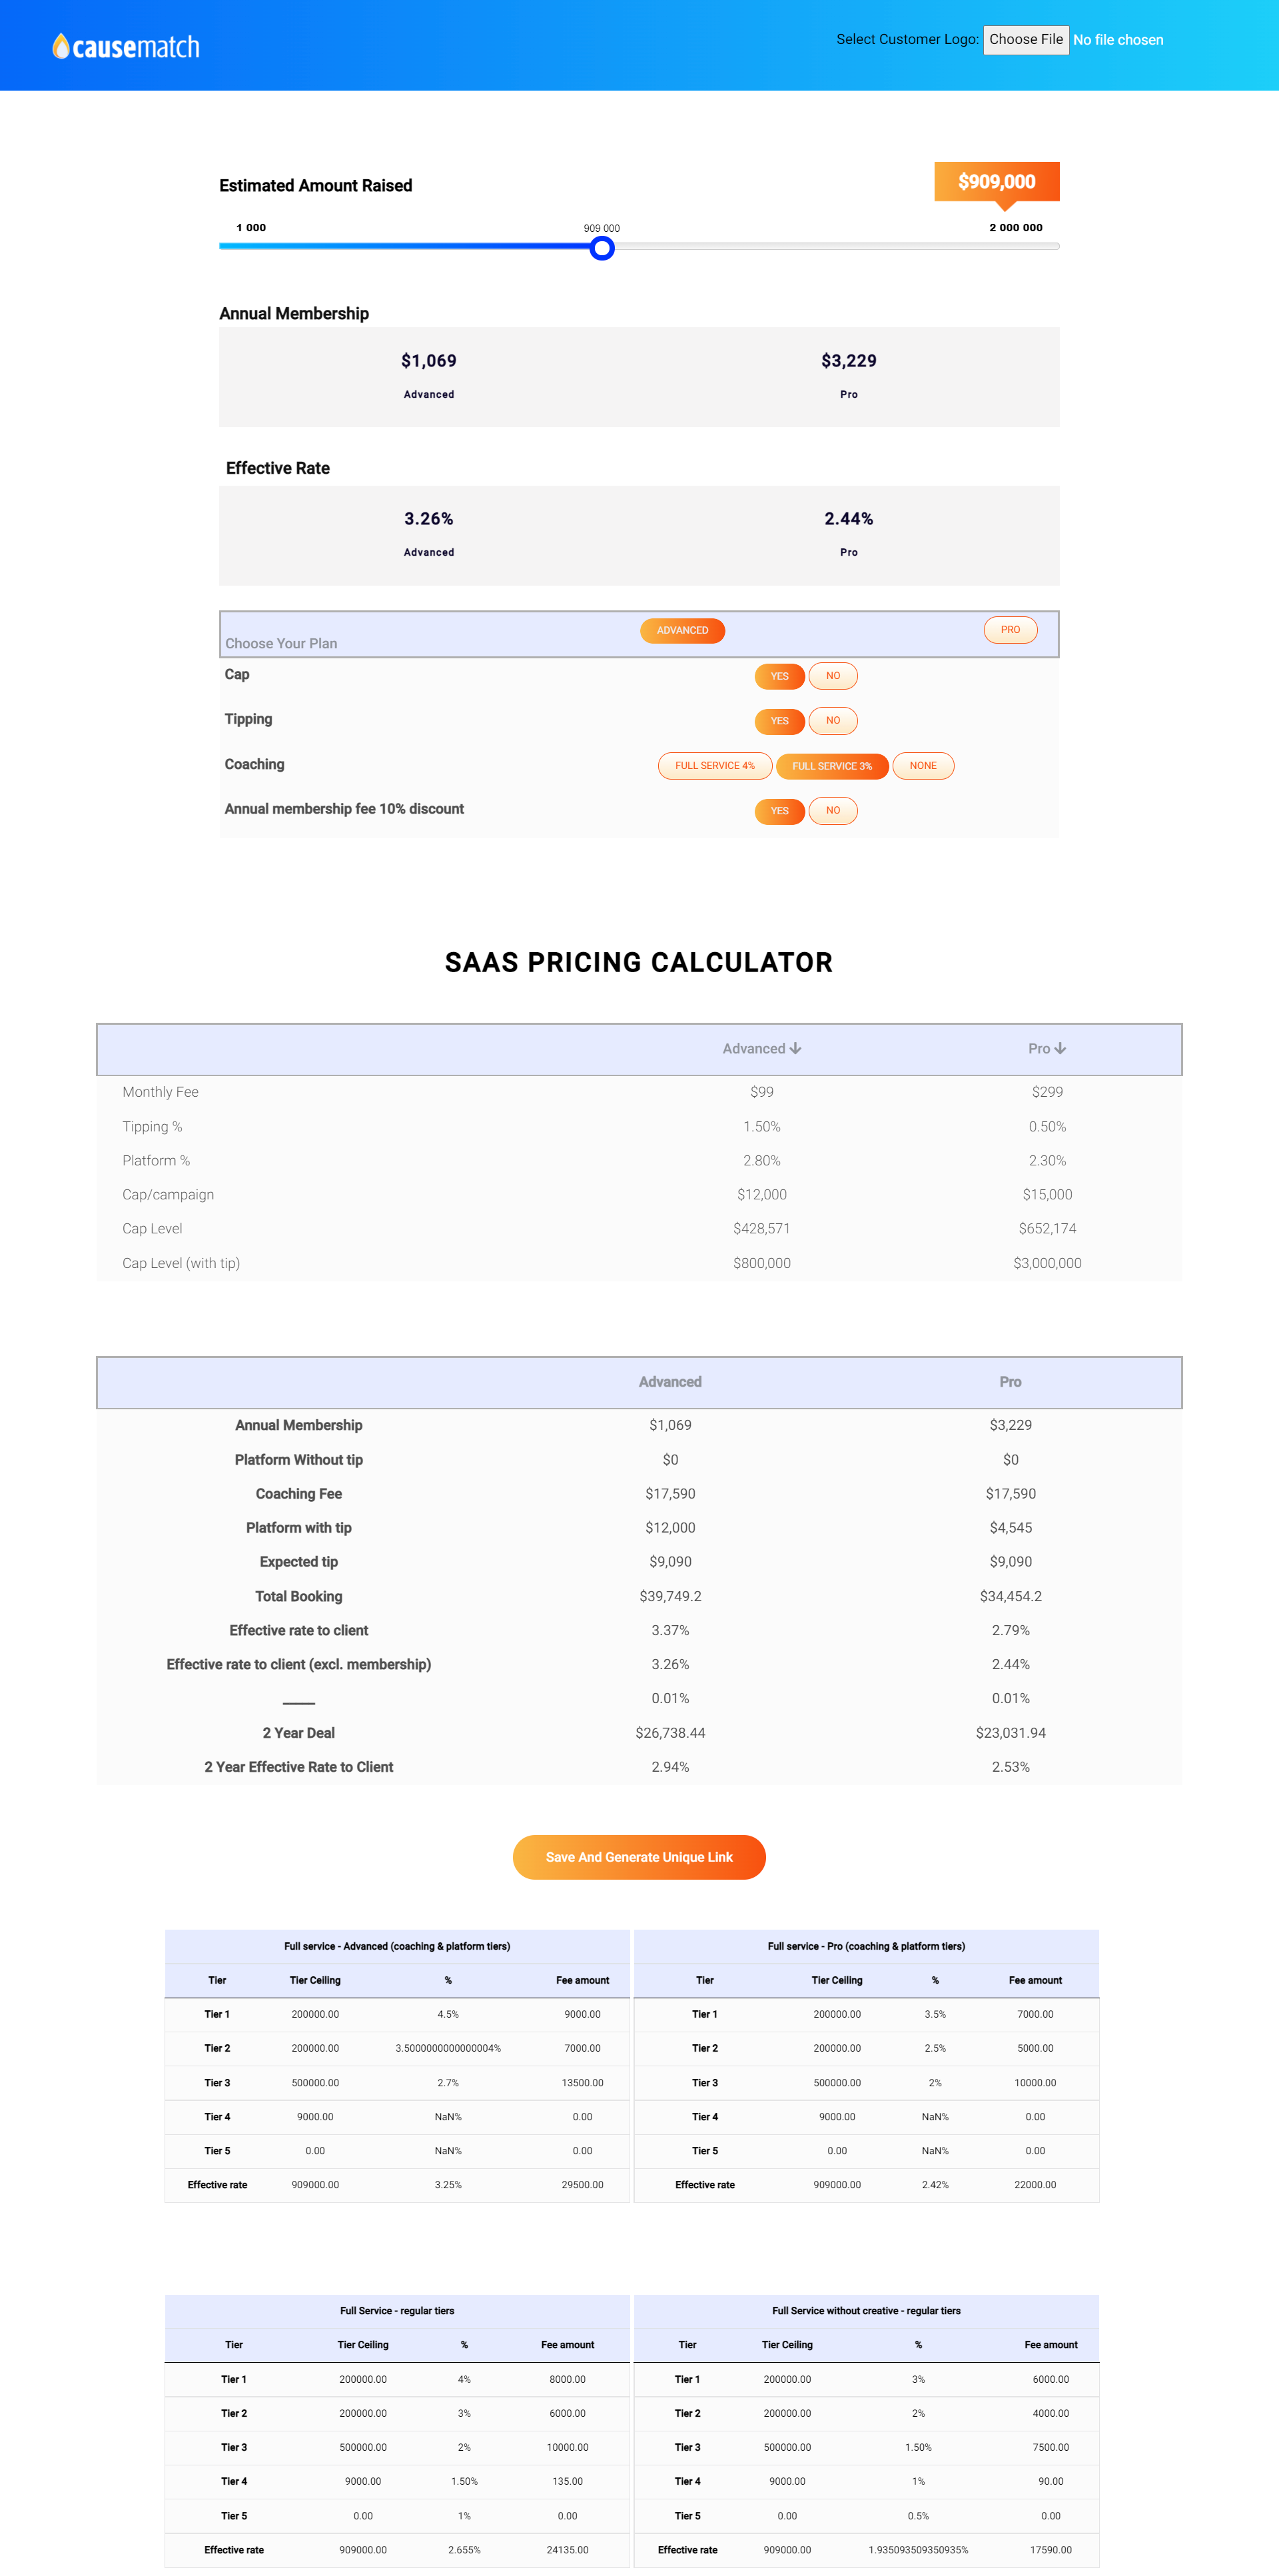 causematch
Select Customer Logo: Choose File No file chosen
Estimated Amount Raised
$909,000
1 000 909 000 2 000 000
Annual Membership
$1,069 $3,229
Advanced Pro
Effective Rate
3.26% 2.44%
Advanced Pro
Choose Your Plan ADVANCED PRO
Cap YES NO
Tipping YES NO
Coaching FULL SERVICE 4% FULL SERVICE 3% NONE
Annual membership fee 10% discount YES NO
SAAS PRICING CALCULATOR
Advanced Pro
Monthly Fee $99 $299
Tipping % 1.50% 0.50%
Platform % 2.80% 2.30%
Cap/campaign $12,000 $15,000
Cap Level $428,571 $652,174
Cap Level (with tip) $800,000 $3,000,000
Advanced Pro
Annual Membership $1,069 $3,229
Platform Without tip $0 $0
Coaching Fee $17,590 $17,590
Platform with tip $12,000 $4,545
Expected tip $9,090 $9,090
Total Booking $39,749.2 $34,454.2
Effective rate to client 3.37% 2.79%
Effective rate to client (excl. membership) 3.26% 2.44%
____ 0.01% 0.01%
2 Year Deal $26,738.44 $23,031.94
2 Year Effective Rate to Client 2.94% 2.53%
Save And Generate Unique Link
Full service - Advanced (coaching & platform tiers)
Tier Tier Ceiling % Fee amount
Tier 1 200000.00 4.5% 9000.00
Tier 2 200000.00 3.5000000000000004% 7000.00
Tier 3 500000.00 2.7% 13500.00
Tier 4 9000.00 NaN% 0.00
Tier 5 0.00 NaN% 0.00
Effective rate 909000.00 3.25% 29500.00
Full service - Pro (coaching & platform tiers)
Tier Tier Ceiling % Fee amount
Tier 1 200000.00 3.5% 7000.00
Tier 2 200000.00 2.5% 5000.00
Tier 3 500000.00 2% 10000.00
Tier 4 9000.00 NaN% 0.00
Tier 5 0.00 NaN% 0.00
Effective rate 909000.00 2.42% 22000.00
Full Service - regular tiers
Tier Tier Ceiling % Fee amount
Tier 1 200000.00 4% 8000.00
Tier 2 200000.00 3% 6000.00
Tier 3 500000.00 2% 10000.00
Tier 4 9000.00 1.50% 135.00
Tier 5 0.00 1% 0.00
Effective rate 909000.00 2.655% 24135.00
Full Service without creative - regular tiers
Tier Tier Ceiling % Fee amount
Tier 1 200000.00 3% 6000.00
Tier 2 200000.00 2% 4000.00
Tier 3 500000.00 1.50% 7500.00
Tier 4 9000.00 1% 90.00
Tier 5 0.00 0.5% 0.00
Effective rate 909000.00 1.935093509350935% 17590.00